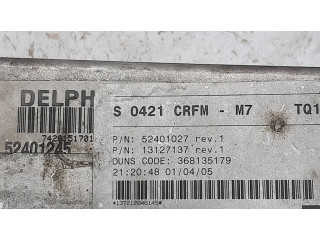 DELPH
S 0421 CRFM - M7 TQ1
52401245
P/N: 52401027 rev.1
P/N: 13127137 rev.1
DUNS CODE: 368135179
21:20:48 01/04/05